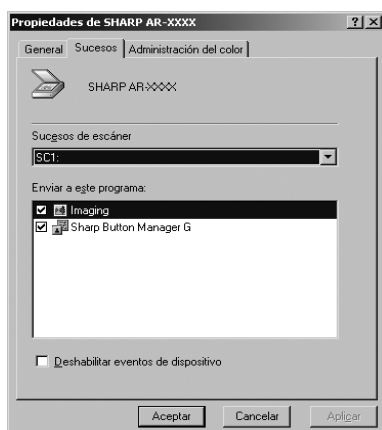 Propiedades de SHARP AR-XXXX
General Sucesos Administración del color
SHARP AR-XXXX
Sucesos de escáner
SC1:
Enviar a este programa:
Imaging
Sharp Button Manager G
Deshabilitar eventos de dispositivo
Aceptar Cancelar Aplicar